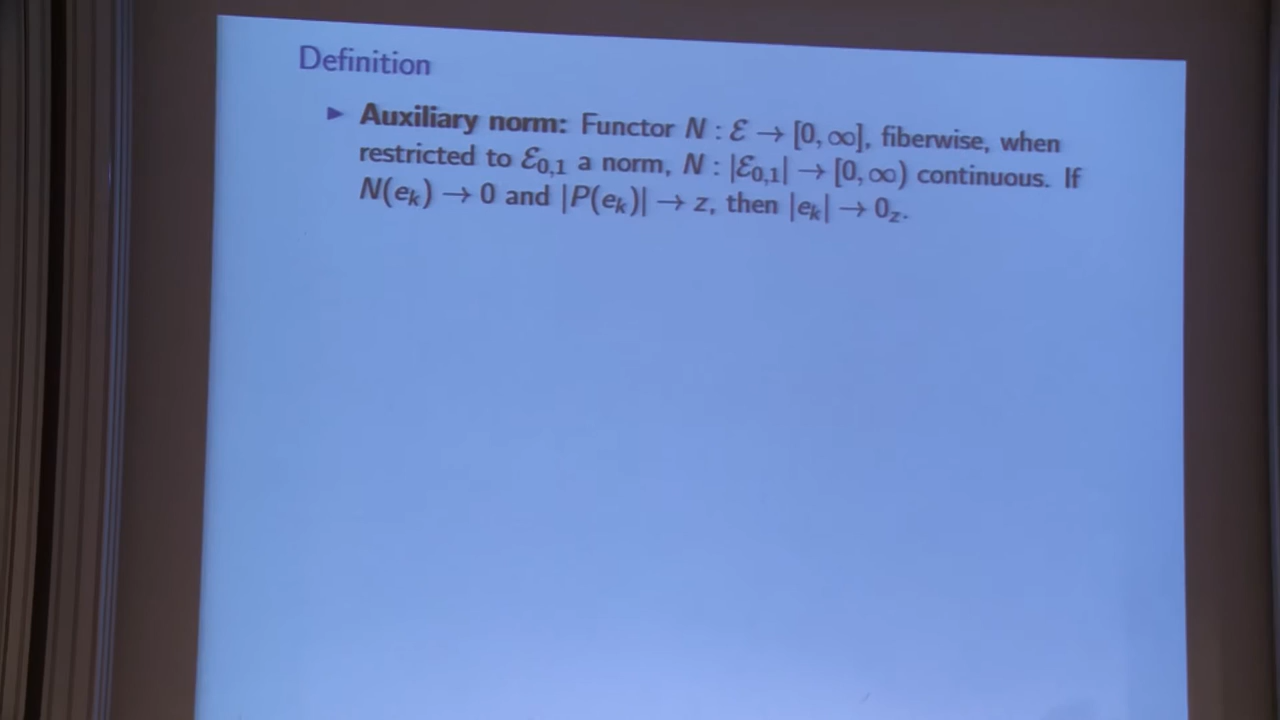 Definition
▶ Auxiliary norm: Functor N : ℰ → [0, ∞], fiberwise, when
restricted to ℰ₀,₁ a norm, N : |ℰ₀,₁| → [0, ∞) continuous. If
N(eₖ) → 0 and |P(eₖ)| → z, then |eₖ| → 0_z.